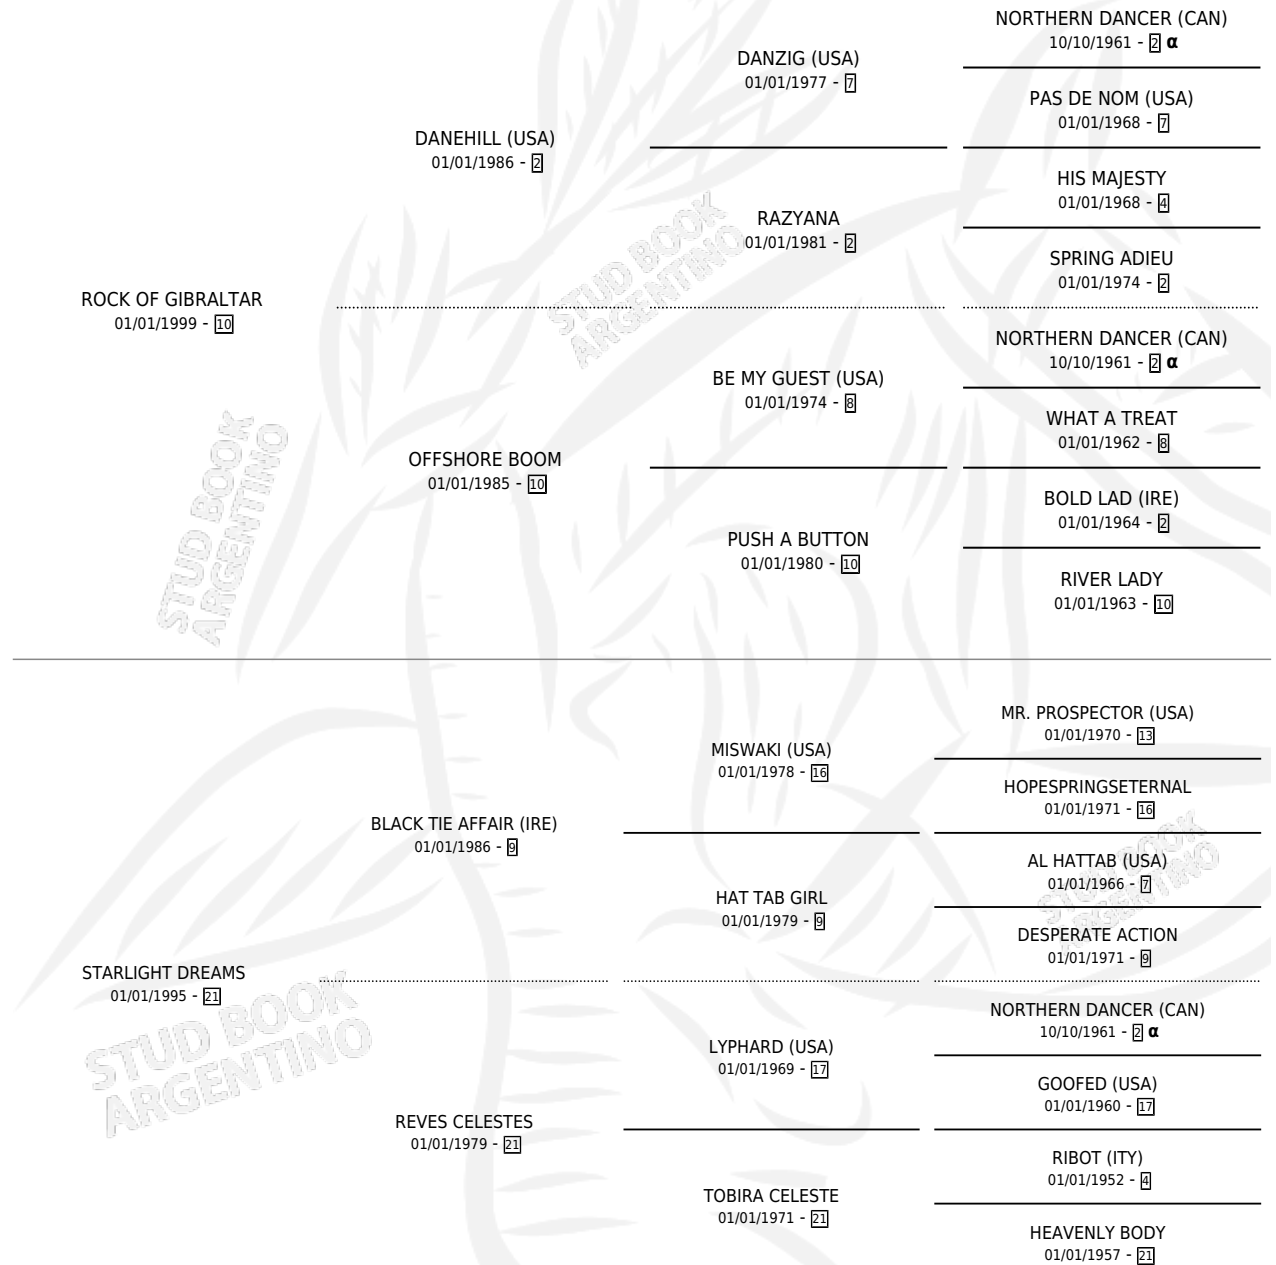 NORTHERN DANCER (CAN)
10/10/1961 - 2 α
DANZIG (USA)
01/01/1977 - 7
PAS DE NOM (USA)
01/01/1968 - 7
DANEHILL (USA)
01/01/1986 - 2
HIS MAJESTY
01/01/1968 - 4
RAZYANA
01/01/1981 - 2
SPRING ADIEU
01/01/1974 - 2
ROCK OF GIBRALTAR
01/01/1999 - 10
NORTHERN DANCER (CAN)
10/10/1961 - 2 α
BE MY GUEST (USA)
01/01/1974 - 8
WHAT A TREAT
01/01/1962 - 8
OFFSHORE BOOM
01/01/1985 - 10
BOLD LAD (IRE)
01/01/1964 - 2
PUSH A BUTTON
01/01/1980 - 10
RIVER LADY
01/01/1963 - 10
MR. PROSPECTOR (USA)
01/01/1970 - 13
MISWAKI (USA)
01/01/1978 - 16
HOPESPRINGSETERNAL
01/01/1971 - 16
BLACK TIE AFFAIR (IRE)
01/01/1986 - 9
AL HATTAB (USA)
01/01/1966 - 7
HAT TAB GIRL
01/01/1979 - 9
DESPERATE ACTION
01/01/1971 - 9
STARLIGHT DREAMS
01/01/1995 - 21
NORTHERN DANCER (CAN)
10/10/1961 - 2 α
LYPHARD (USA)
01/01/1969 - 17
GOOFED (USA)
01/01/1960 - 17
REVES CELESTES
01/01/1979 - 21
RIBOT (ITY)
01/01/1952 - 4
TOBIRA CELESTE
01/01/1971 - 21
HEAVENLY BODY
01/01/1957 - 21
STUD BOOK
ARGENTINO
STUD BOOK
ARGENTINO
STUD BOOK
ARGENTINO
STUD BOOK
ARGENTINO